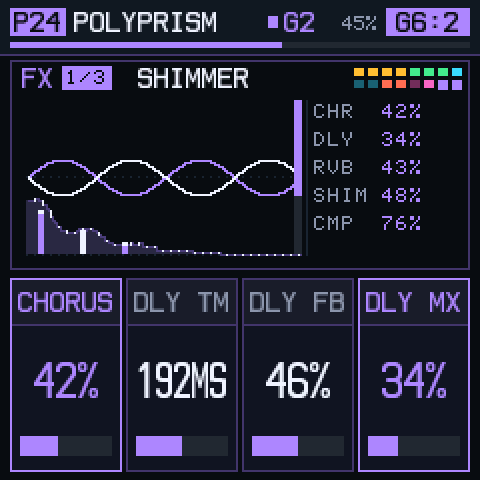 P24 POLYPRISM G2 45% G6:2
FX 1/3 SHIMMER
CHR 42%
DLY 34%
RVB 43%
SHIM 48%
CMP 76%
CHORUS DLY TM DLY FB DLY MX
42% 192MS 46% 34%